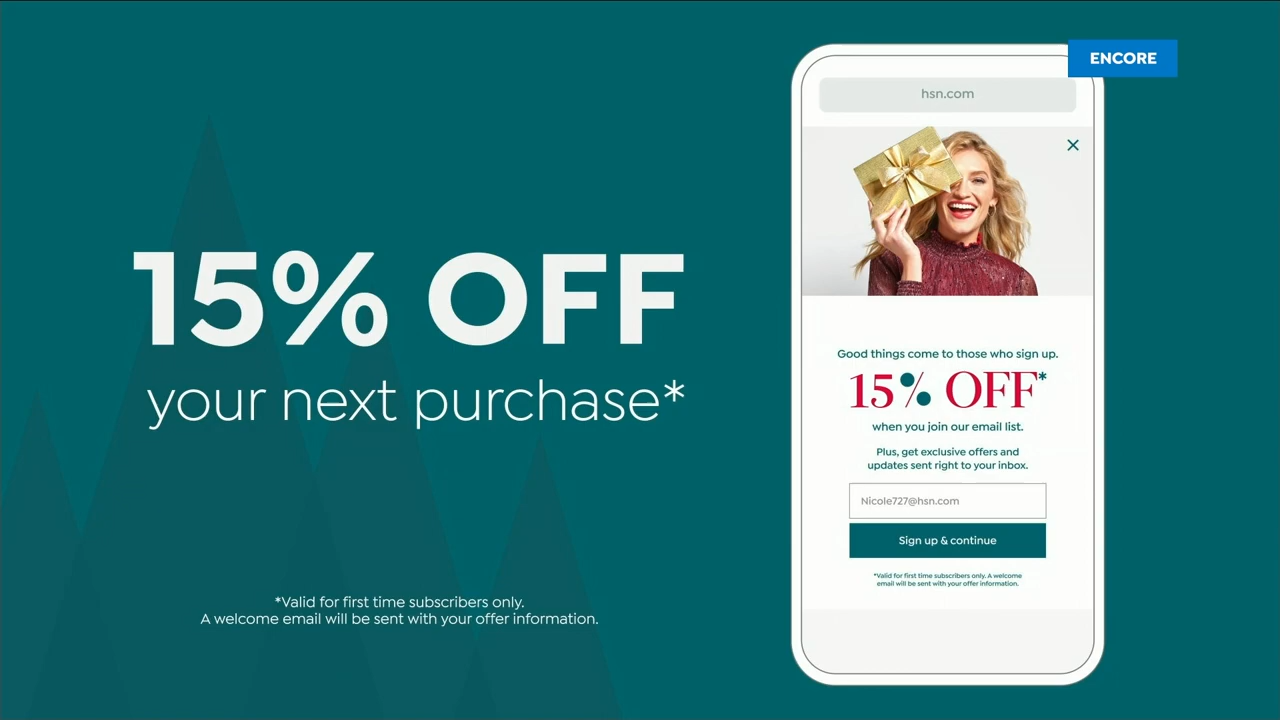 15% OFF
your next purchase*
*Valid for first time subscribers only.
A welcome email will be sent with your offer information.
ENCORE
hsn.com
Good things come to those who sign up.
15% OFF*
when you join our email list.
Plus, get exclusive offers and
updates sent right to your inbox.
Nicole727@hsn.com
Sign up & continue
*Valid for first time subscribers only. A welcome
email will be sent with your offer information.